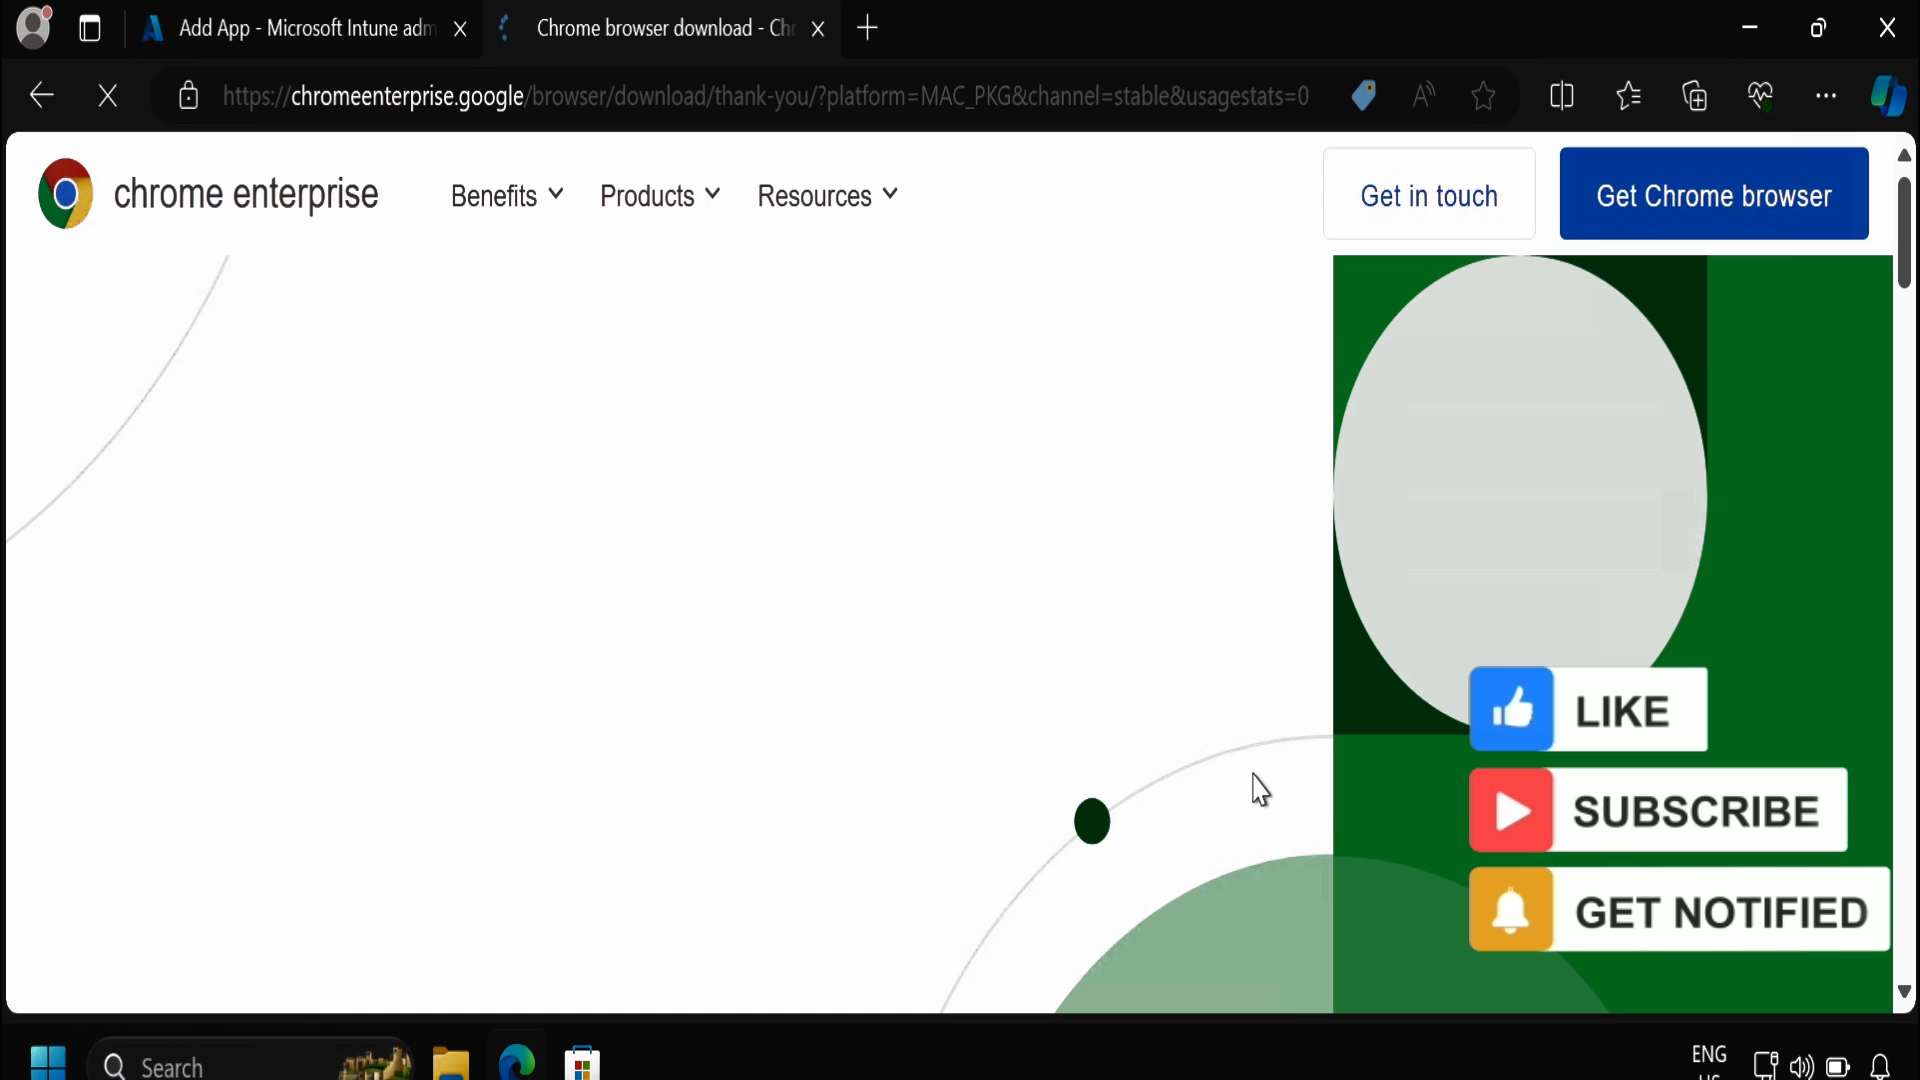 Add App - Microsoft Intune adm
Chrome browser download - Ch
https://chromeenterprise.google/browser/download/thank-you/?platform=MAC_PKG&channel=stable&usagestats=0
chrome enterprise
Benefits
Products
Resources
Get in touch
Get Chrome browser
LIKE
SUBSCRIBE
GET NOTIFIED
Search
ENG